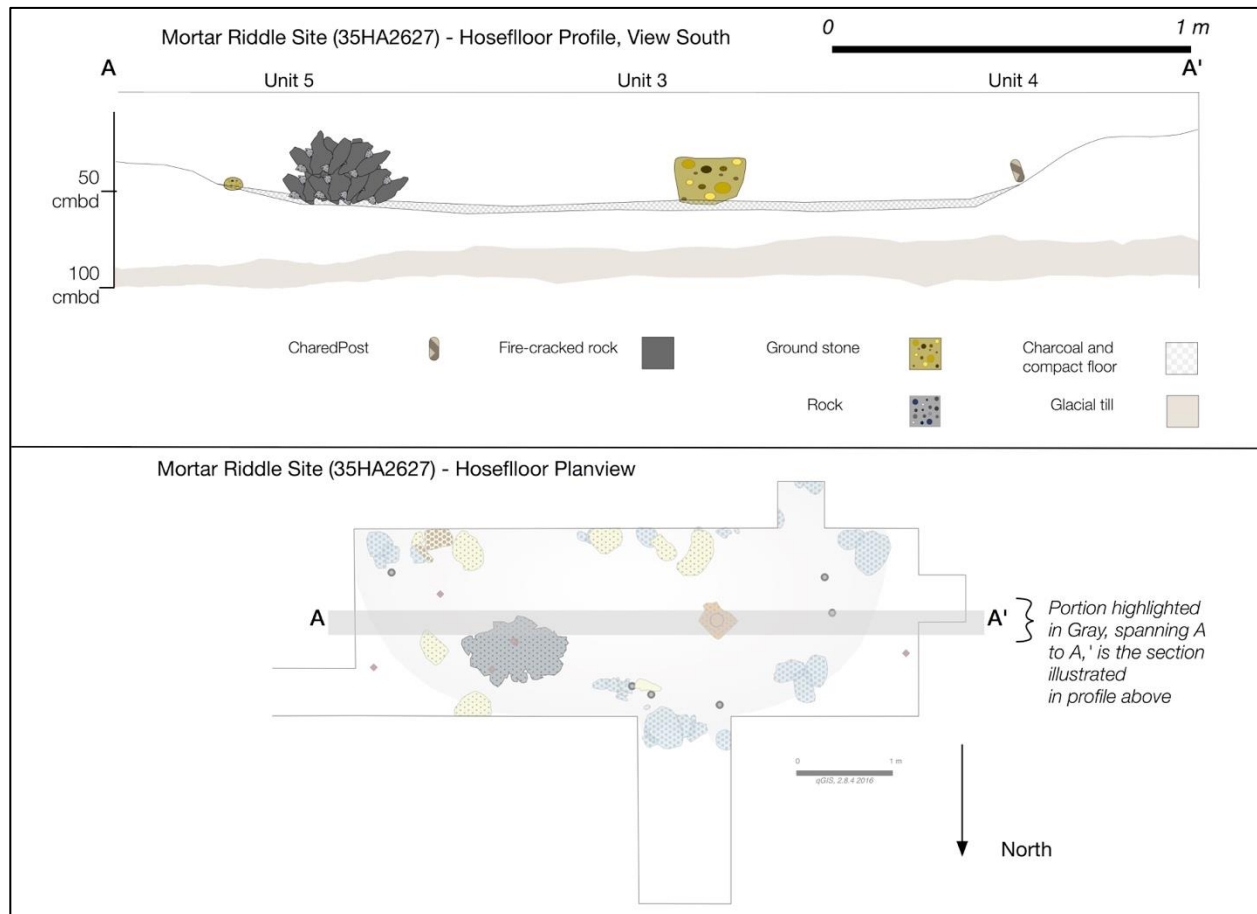 Mortar Riddle Site (35HA2627) - Hoseflloor Profile, View South
0
1 m
A
A'
Unit 5
Unit 3
Unit 4
50
cmbd
100
cmbd
CharedPost
Fire-cracked rock
Ground stone
Charcoal and
compact floor
Rock
Glacial till
Mortar Riddle Site (35HA2627) - Hoseflloor Planview
A
A'
Portion highlighted
in Gray, spanning A
to A,' is the section
illustrated
in profile above
0
1 m
qGIS, 2.8.4 2016
North